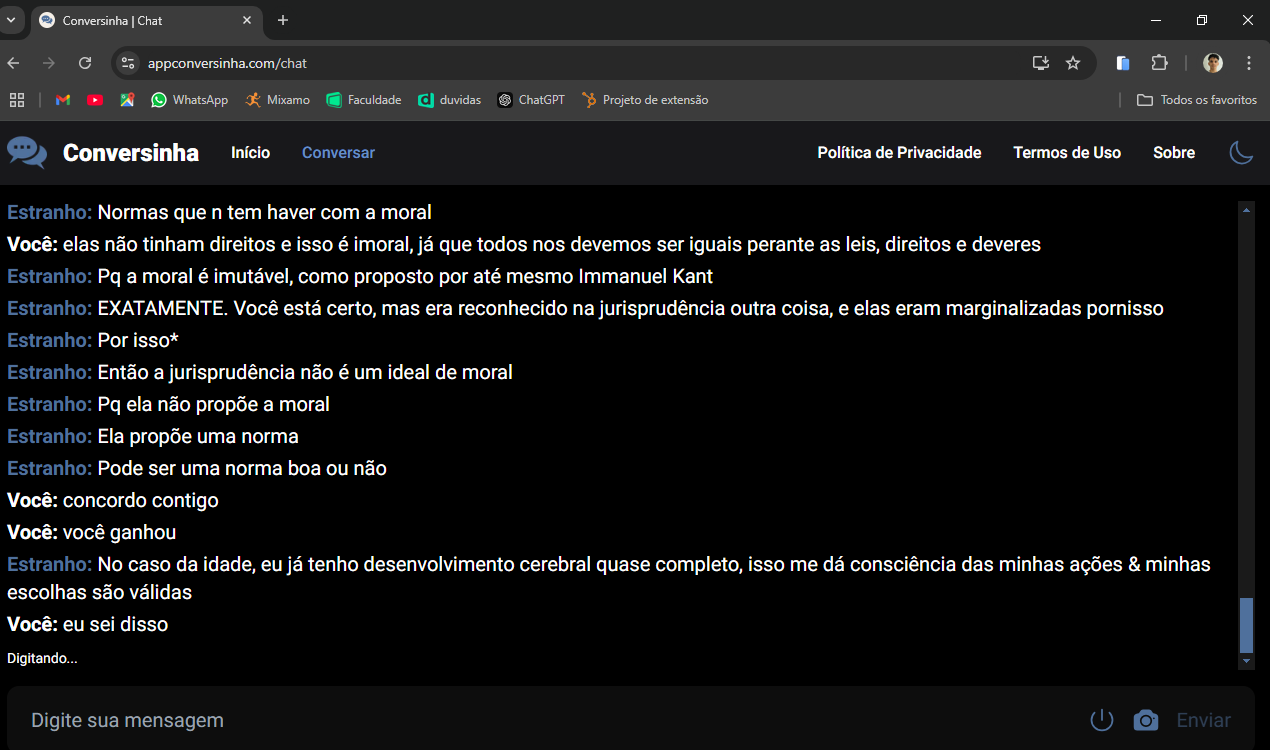 Conversinha | Chat
appconversinha.com/chat
WhatsApp Mixamo Faculdade duvidas ChatGPT Projeto de extensão Todos os favoritos
Conversinha Início Conversar Política de Privacidade Termos de Uso Sobre
Estranho: Normas que n tem haver com a moral
Você: elas não tinham direitos e isso é imoral, já que todos nos devemos ser iguais perante as leis, direitos e deveres
Estranho: Pq a moral é imutável, como proposto por até mesmo Immanuel Kant
Estranho: EXATAMENTE. Você está certo, mas era reconhecido na jurisprudência outra coisa, e elas eram marginalizadas pornisso
Estranho: Por isso*
Estranho: Então a jurisprudência não é um ideal de moral
Estranho: Pq ela não propõe a moral
Estranho: Ela propõe uma norma
Estranho: Pode ser uma norma boa ou não
Você: concordo contigo
Você: você ganhou
Estranho: No caso da idade, eu já tenho desenvolvimento cerebral quase completo, isso me dá consciência das minhas ações & minhas
escolhas são válidas
Você: eu sei disso
Digitando...
Digite sua mensagem Enviar